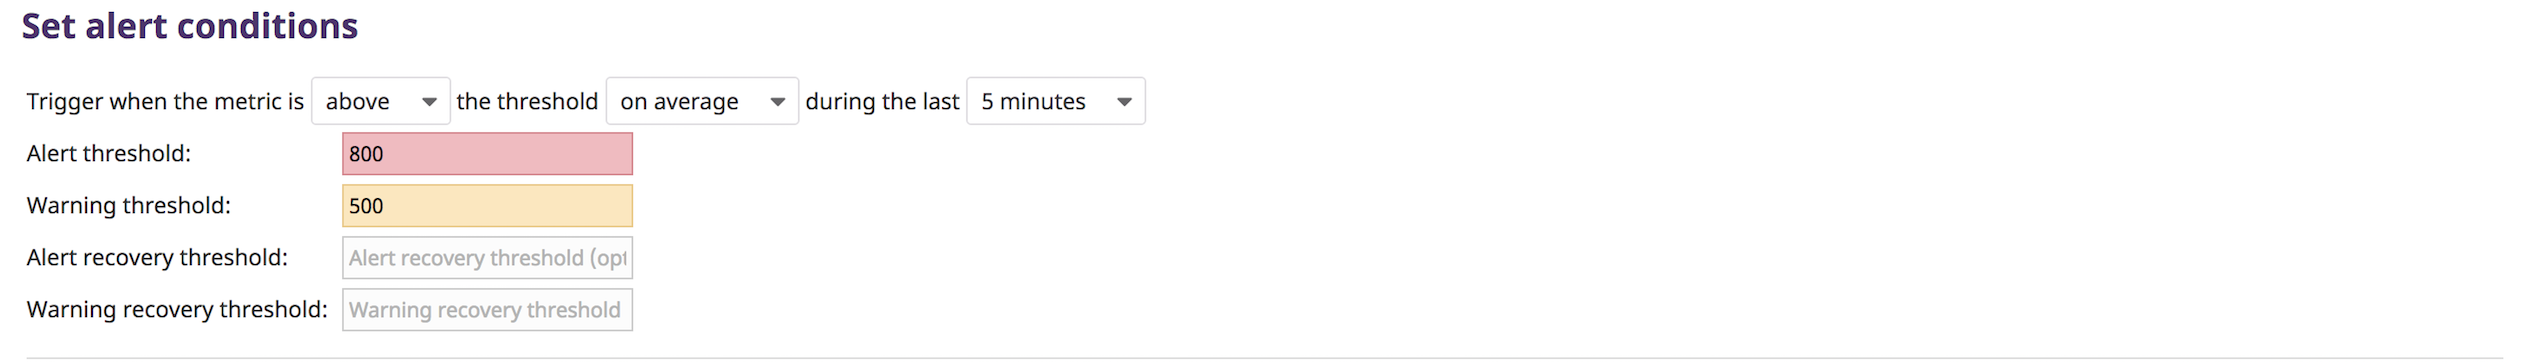 Set alert conditions
Trigger when the metric is above the threshold on average during the last 5 minutes
Alert threshold: 800
Warning threshold: 500
Alert recovery threshold: Alert recovery threshold (opt
Warning recovery threshold: Warning recovery threshold